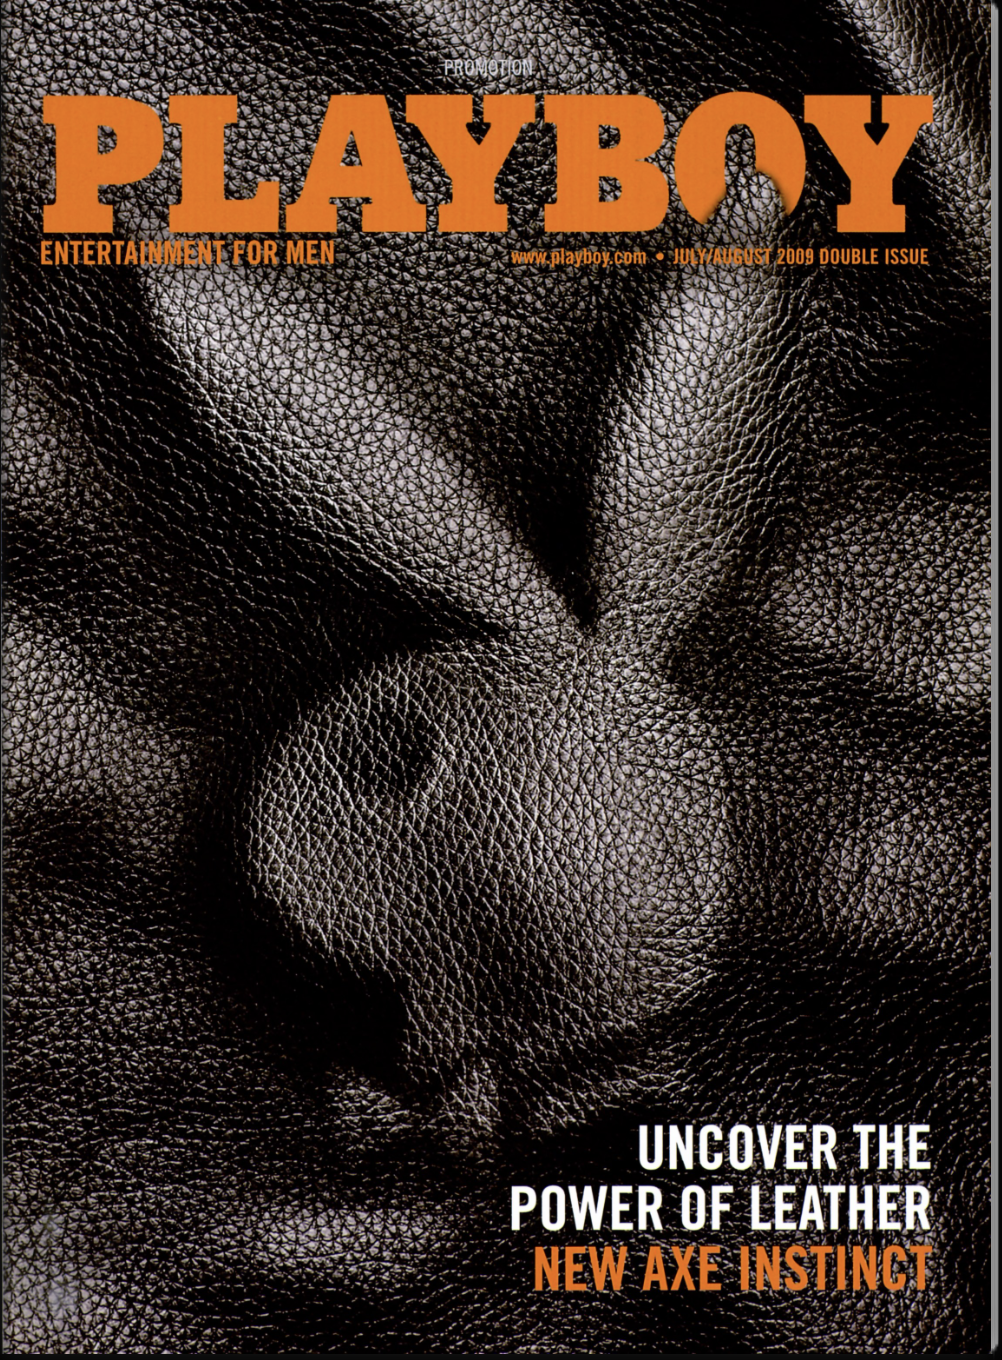 PROMOTION
PLAYBOY
ENTERTAINMENT FOR MEN
www.playboy.com • JULY/AUGUST 2009 DOUBLE ISSUE
UNCOVER THE
POWER OF LEATHER
NEW AXE INSTINCT